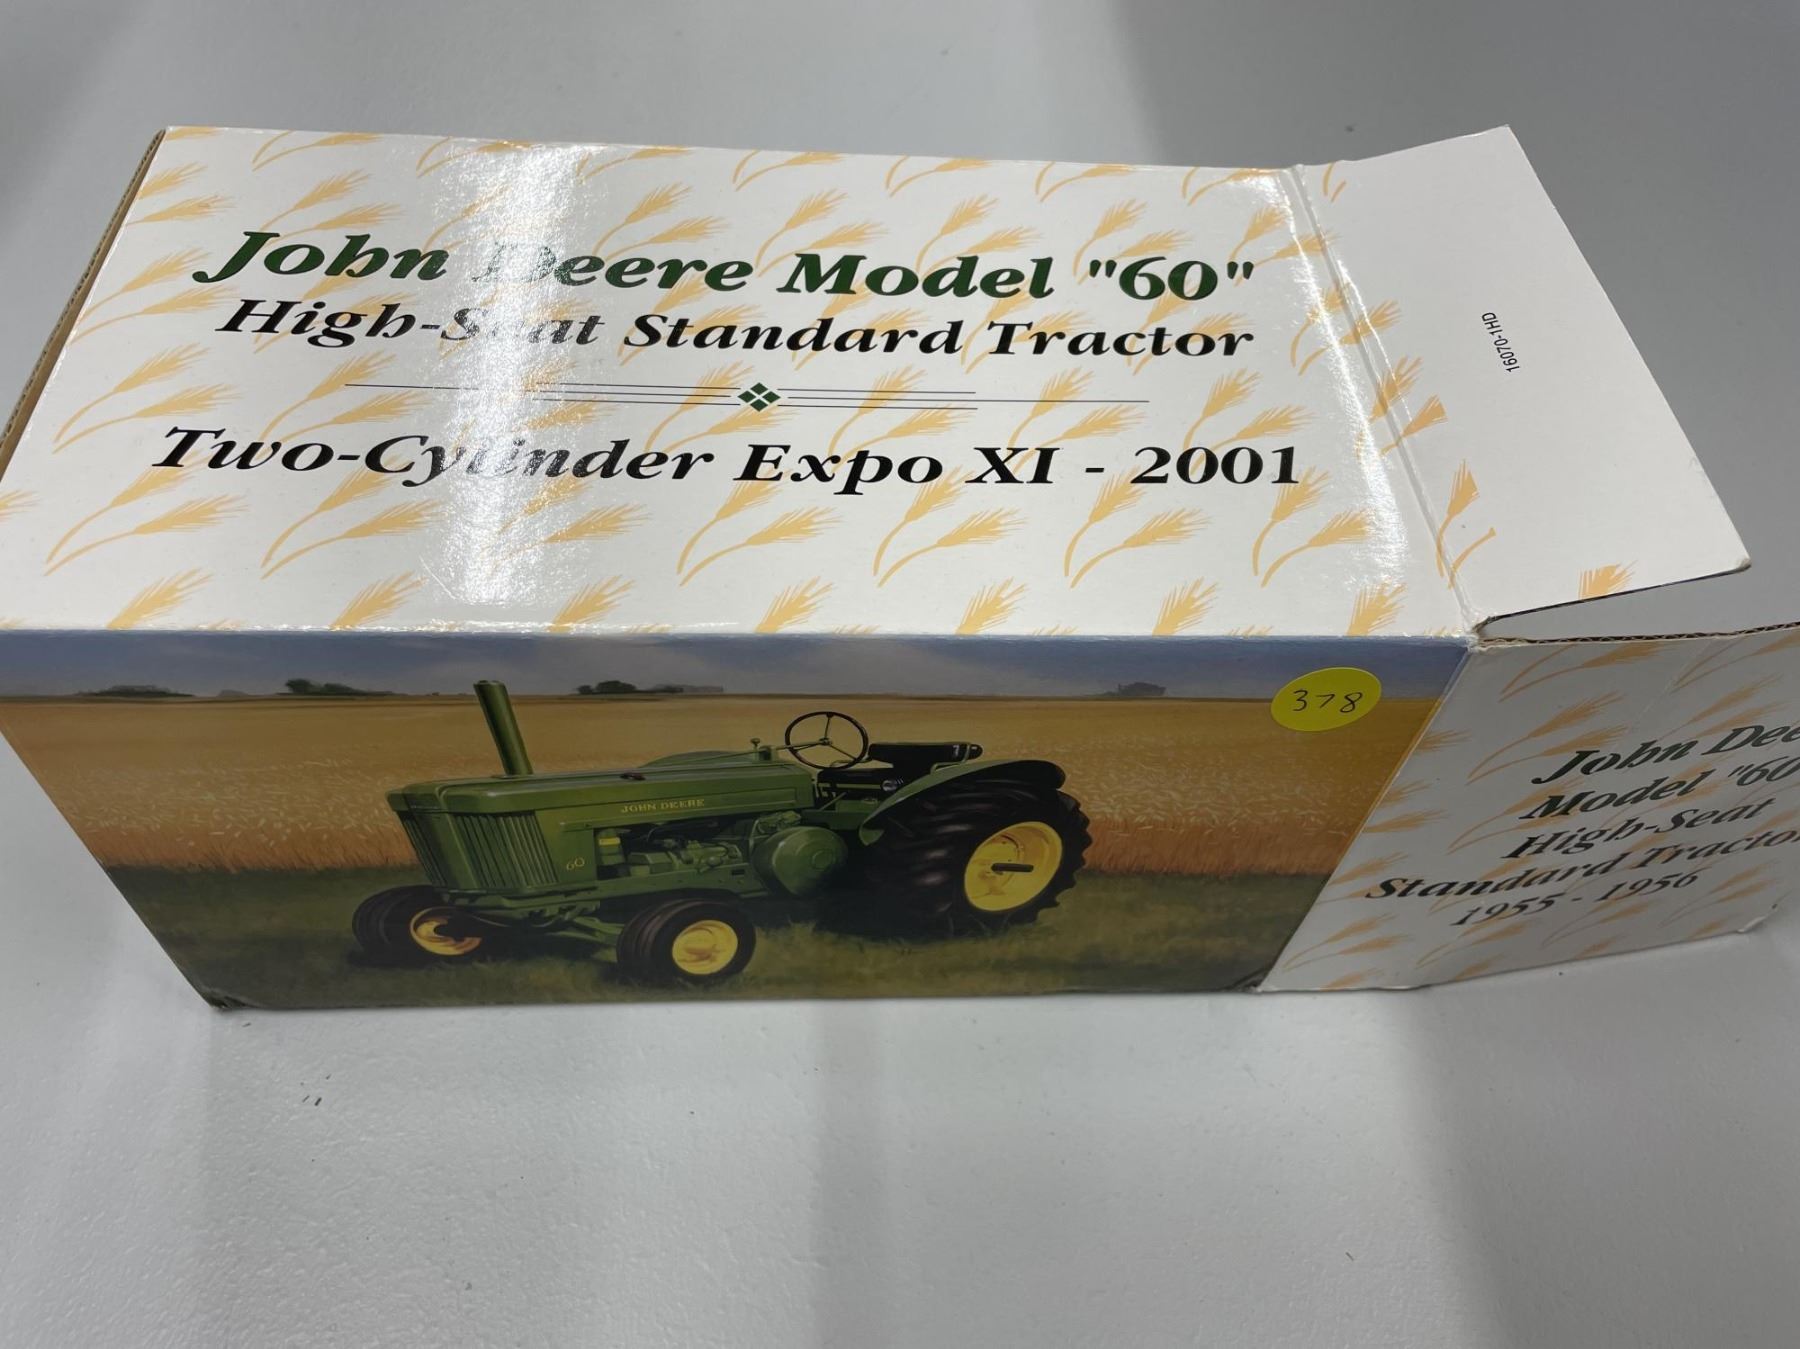 John Deere Model "60"
High-Seat Standard Tractor
Two-Cylinder Expo XI - 2001
16070-1HD
378
JOHN DEERE
60
John Dee
Model "60
High-Seat
Standard Tracto
1955 - 1956